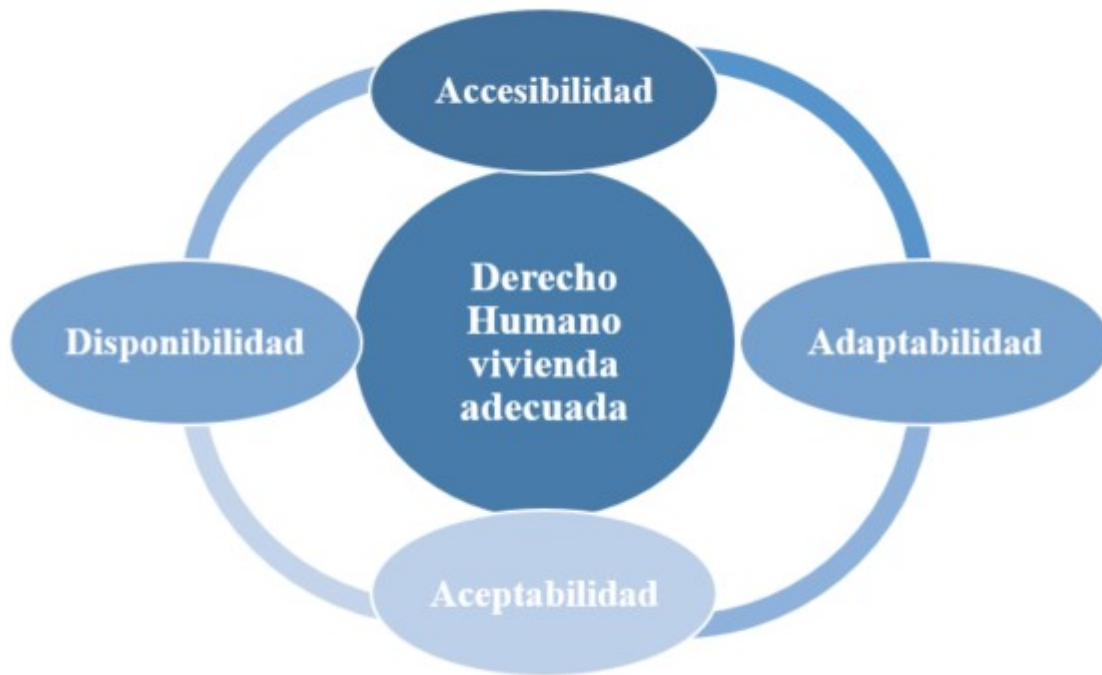 Accesibilidad
Derecho
Humano
vivienda
adecuada
Disponibilidad
Adaptabilidad
Aceptabilidad